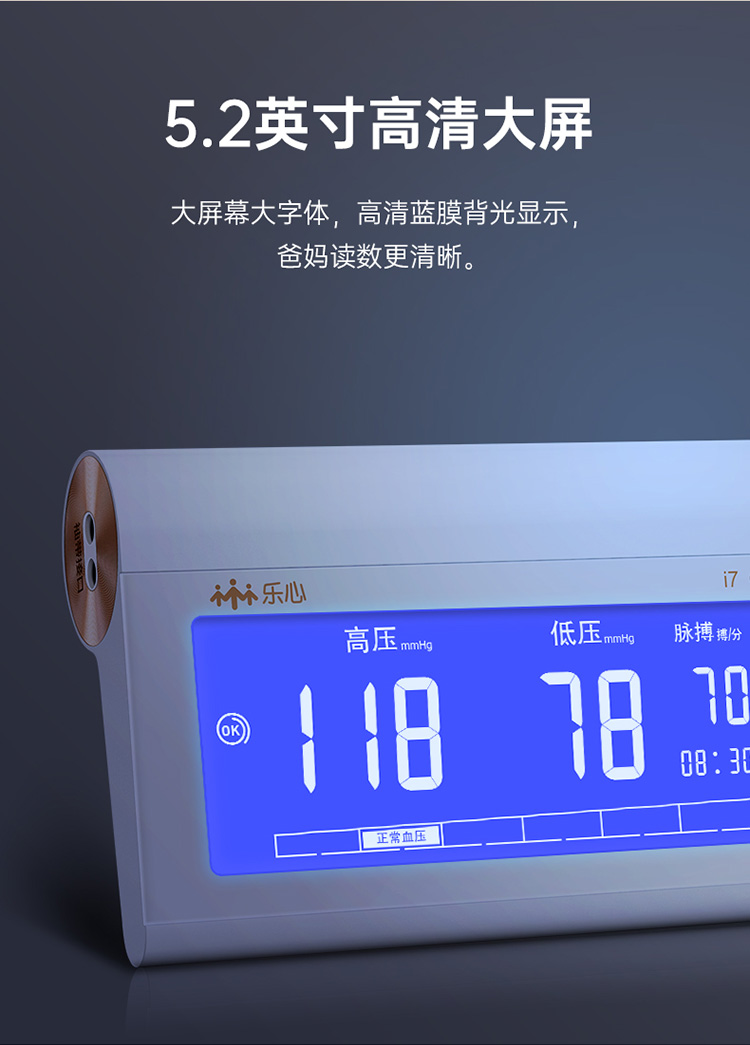 5.2英寸高清大屏
大屏幕大字体，高清蓝膜背光显示，
爸妈读数更清晰。
乐心
i7
高压 mmHg
低压 mmHg
脉搏 搏/分
OK
118
78
70
08:30
正常血压